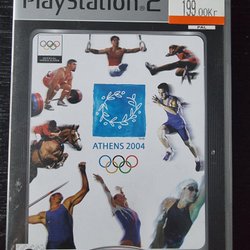 PlayStation 2
199.00Kr
PAL
ATHENS 2004